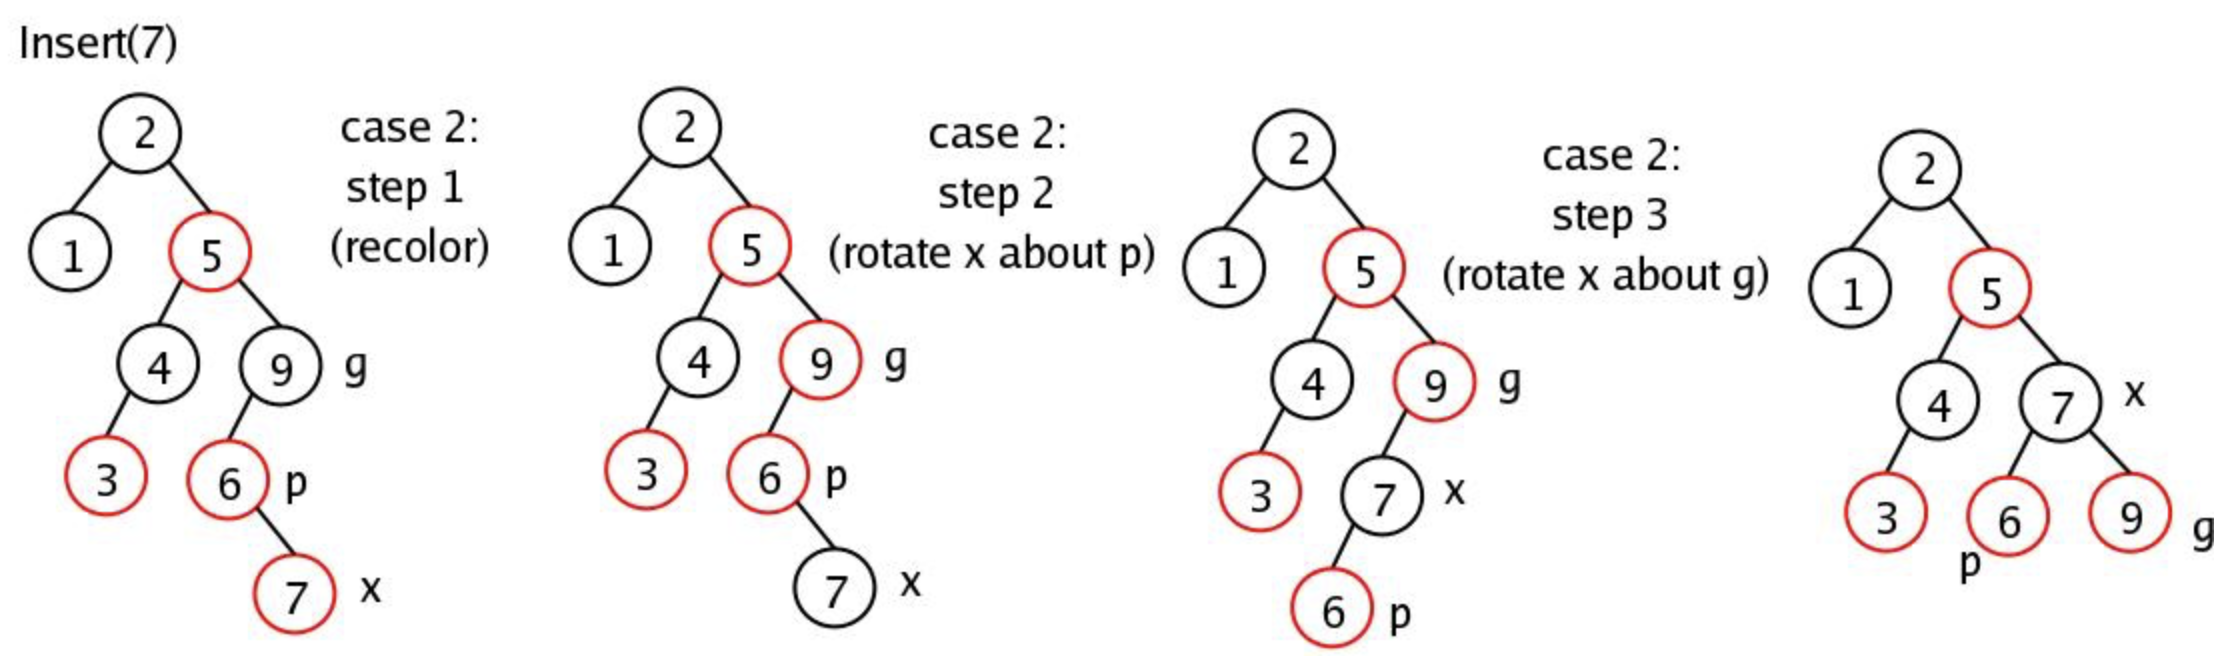 Insert(7)
2
1
5
4
9
g
3
6
p
7
x
case 2:
step 1
(recolor)
2
1
5
4
9
g
3
6
p
7
x
case 2:
step 2
(rotate x about p)
2
1
5
4
9
g
3
7
x
6
p
case 2:
step 3
(rotate x about g)
2
1
5
4
7
x
3
6
9
p
g